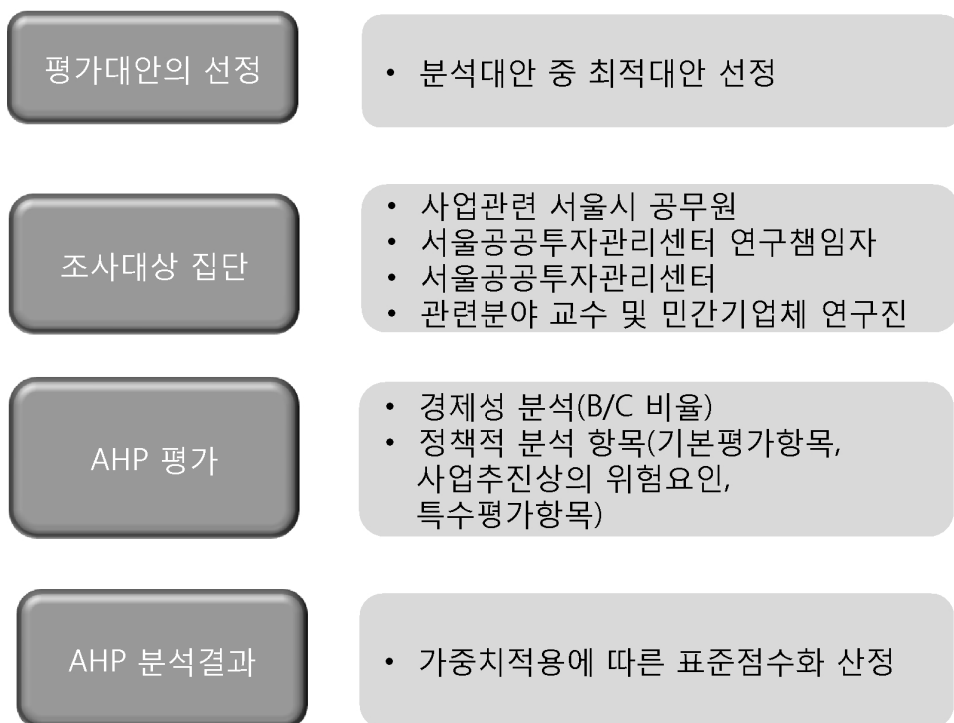 평가대안의 선정
• 분석대안 중 최적대안 선정
조사대상 집단
• 사업관련 서울시 공무원
• 서울공공투자관리센터 연구책임자
• 서울공공투자관리센터
• 관련분야 교수 및 민간기업체 연구진
AHP 평가
• 경제성 분석(B/C 비율)
• 정책적 분석 항목(기본평가항목,
사업추진상의 위험요인,
특수평가항목)
AHP 분석결과
• 가중치적용에 따른 표준점수화 산정